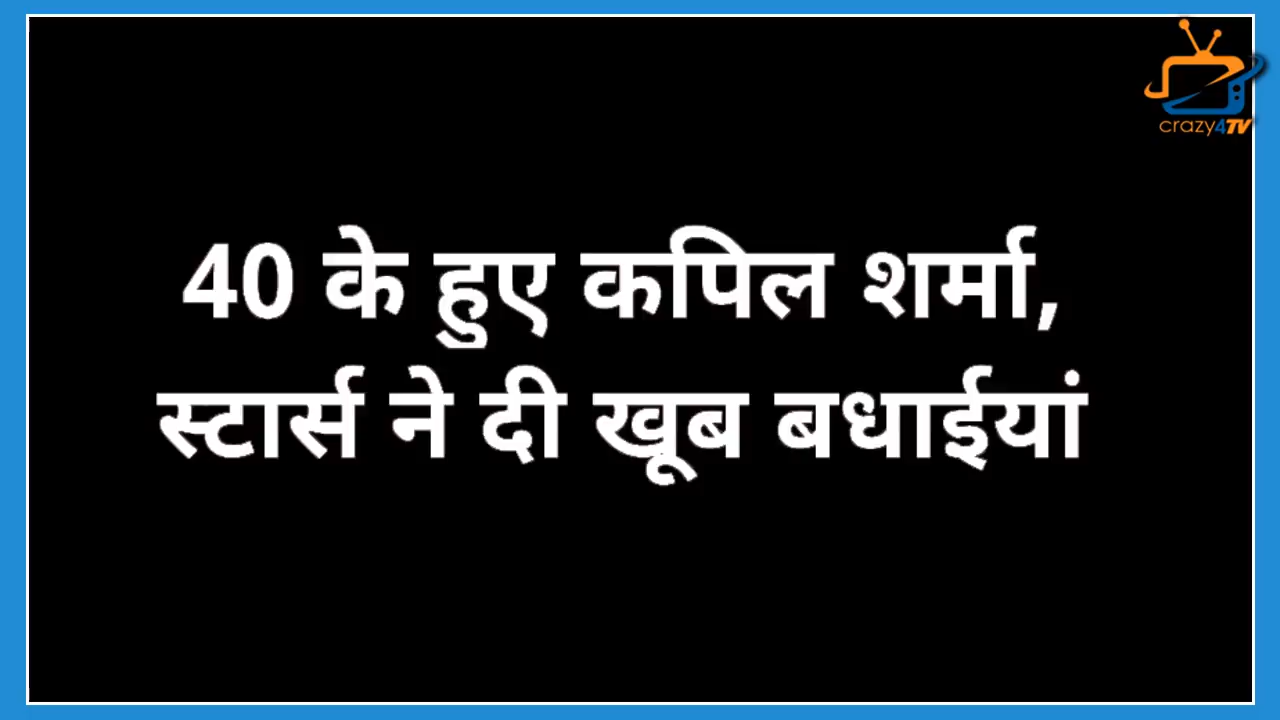 crazy4TV
40 के हुए कपिल शर्मा,
स्टार्स ने दी खूब बधाईयां